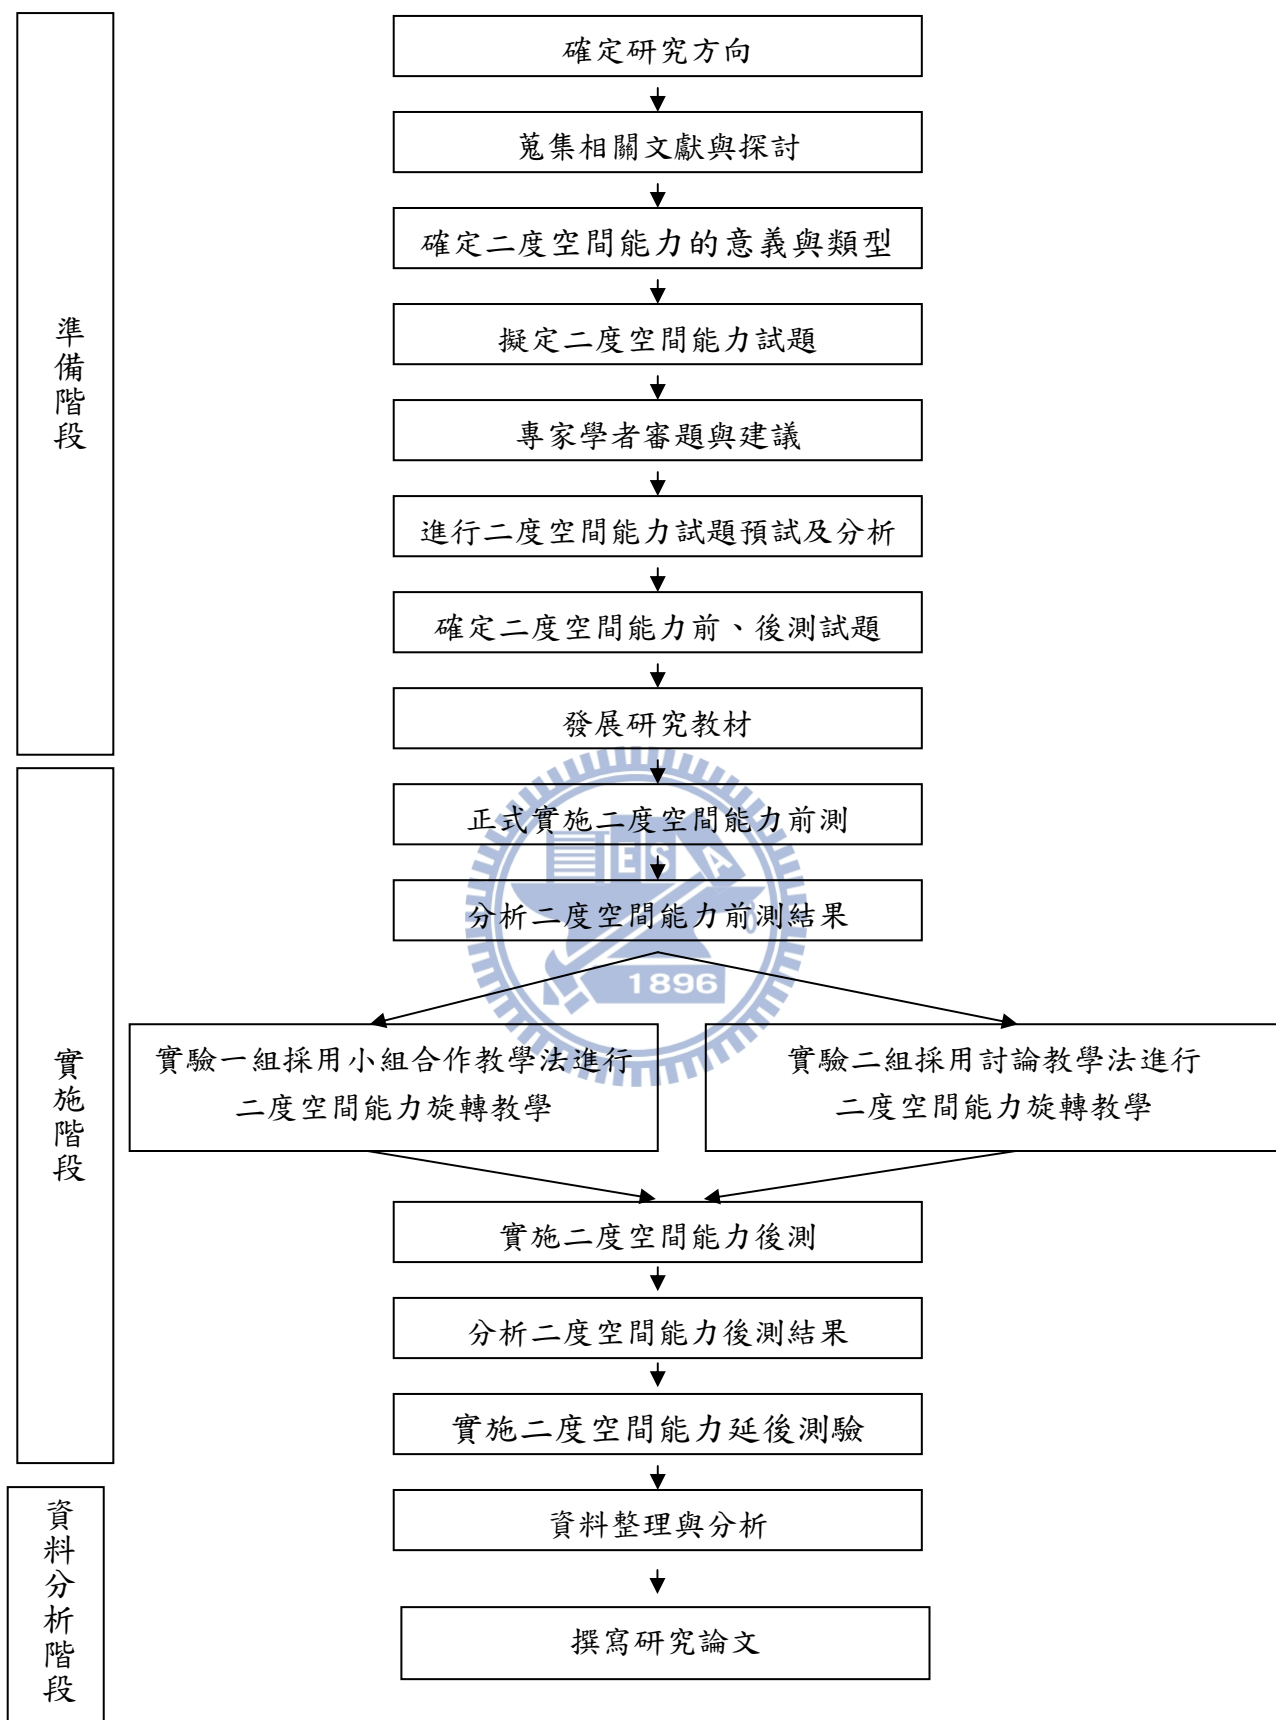 準備階段
確定研究方向
蒐集相關文獻與探討
確定二度空間能力的意義與類型
擬定二度空間能力試題
專家學者審題與建議
進行二度空間能力試題預試及分析
確定二度空間能力前、後測試題
發展研究教材
實施階段
正式實施二度空間能力前測
ESA
分析二度空間能力前測結果
1896
實驗一組採用小組合作教學法進行
二度空間能力旋轉教學
實驗二組採用討論教學法進行
二度空間能力旋轉教學
實施二度空間能力後測
分析二度空間能力後測結果
實施二度空間能力延後測驗
資料分析階段
資料整理與分析
撰寫研究論文